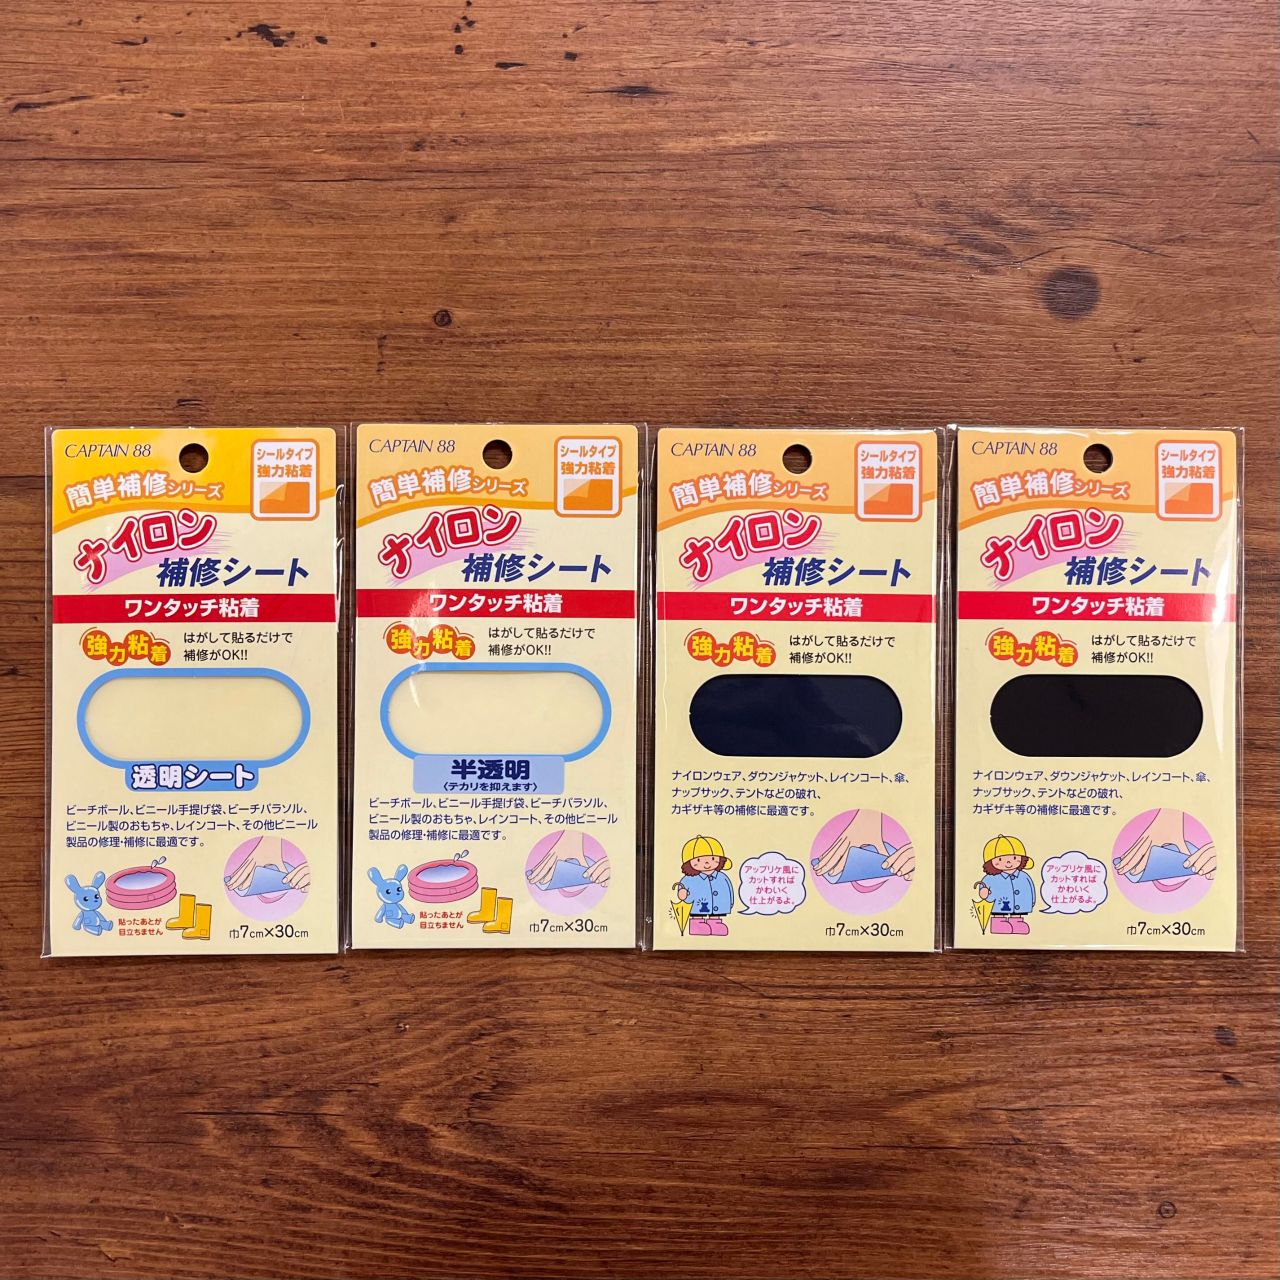 CAPTAIN 88
シールタイプ
強力粘着
簡単補修シリーズ
ナイロン
補修シート
ワンタッチ粘着
強力粘着
はがして貼るだけで
補修がOK!!
透明シート
ビーチボール、ビニール手提げ袋、ビーチパラソル、
ビニール製のおもちゃ、レインコート、その他ビニール
製品の修理・補修に最適です。
貼ったあとが
目立ちません
巾7cm×30cm
CAPTAIN 88
シールタイプ
強力粘着
簡単補修シリーズ
ナイロン
補修シート
ワンタッチ粘着
強力粘着
はがして貼るだけで
補修がOK!!
半透明
〈テカリを抑えます〉
ビーチボール、ビニール手提げ袋、ビーチパラソル、
ビニール製のおもちゃ、レインコート、その他ビニール
製品の修理・補修に最適です。
貼ったあとが
目立ちません
巾7cm×30cm
CAPTAIN 88
シールタイプ
強力粘着
簡単補修シリーズ
ナイロン
補修シート
ワンタッチ粘着
強力粘着
はがして貼るだけで
補修がOK!!
ナイロンウェア、ダウンジャケット、レインコート、傘、
ナップサック、テントなどの破れ、
カギザキ等の補修に最適です。
アップリケ風に
カットすれば
かわいく
仕上がるよ。
巾7cm×30cm
CAPTAIN 88
シールタイプ
強力粘着
簡単補修シリーズ
ナイロン
補修シート
ワンタッチ粘着
強力粘着
はがして貼るだけで
補修がOK!!
ナイロンウェア、ダウンジャケット、レインコート、傘、
ナップサック、テントなどの破れ、
カギザキ等の補修に最適です。
アップリケ風に
カットすれば
かわいく
仕上がるよ。
巾7cm×30cm